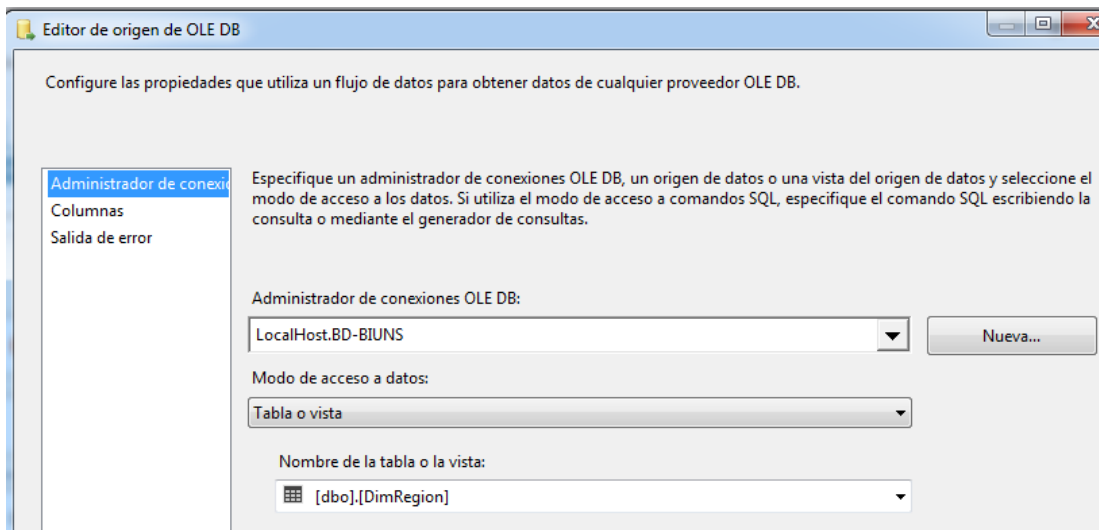 Editor de origen de OLE DB
Configure las propiedades que utiliza un flujo de datos para obtener datos de cualquier proveedor OLE DB.
Administrador de conexic
Columnas
Salida de error
Especifique un administrador de conexiones OLE DB, un origen de datos o una vista del origen de datos y seleccione el
modo de acceso a los datos. Si utiliza el modo de acceso a comandos SQL, especifique el comando SQL escribiendo la
consulta o mediante el generador de consultas.
Administrador de conexiones OLE DB:
LocalHost.BD-BIUNS
Nueva...
Modo de acceso a datos:
Tabla o vista
Nombre de la tabla o la vista:
[dbo].[DimRegion]